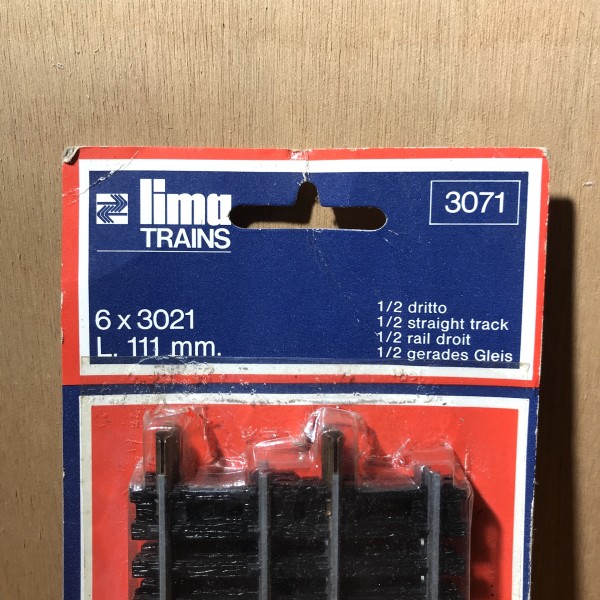 lima
TRAINS
3071
6 x 3021
L. 111 mm.
1/2 dritto
1/2 straight track
1/2 rail droit
1/2 gerades Gleis